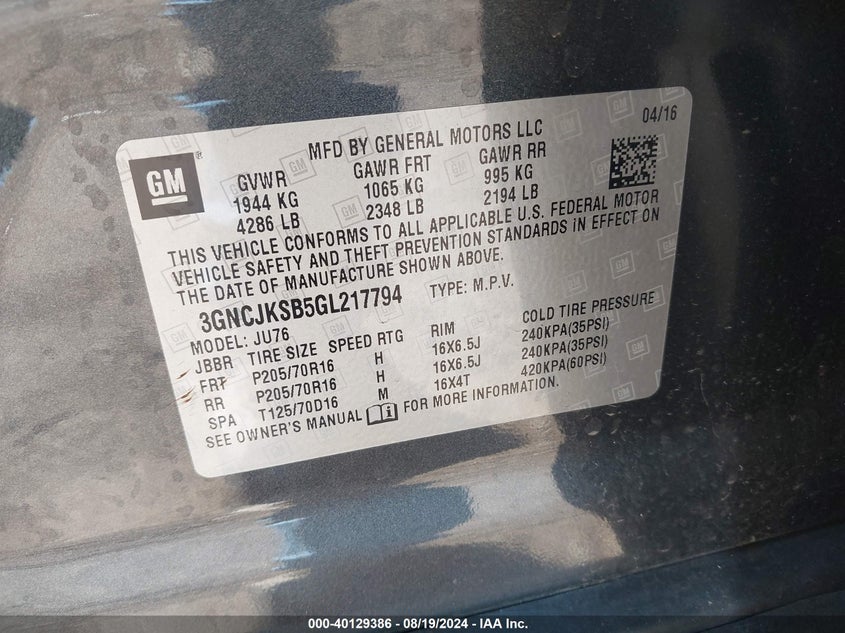 MFD BY GENERAL MOTORS LLC 04/16
GM®
GVWR GAWR FRT GAWR RR
1944 KG 1065 KG 995 KG
4286 LB 2348 LB 2194 LB
THIS VEHICLE CONFORMS TO ALL APPLICABLE U.S. FEDERAL MOTOR
VEHICLE SAFETY AND THEFT PREVENTION STANDARDS IN EFFECT ON
THE DATE OF MANUFACTURE SHOWN ABOVE.
3GNCJKSB5GL217794 TYPE: M.P.V.
MODEL: JU76
JBBR TIRE SIZE SPEED RTG RIM COLD TIRE PRESSURE
FRT P205/70R16 H 16X6.5J 240KPA(35PSI)
RR P205/70R16 H 16X6.5J 240KPA(35PSI)
SPA T125/70D16 M 16X4T 420KPA(60PSI)
SEE OWNER'S MANUAL FOR MORE INFORMATION.
000-40129386 - 08/19/2024 - IAA Inc.